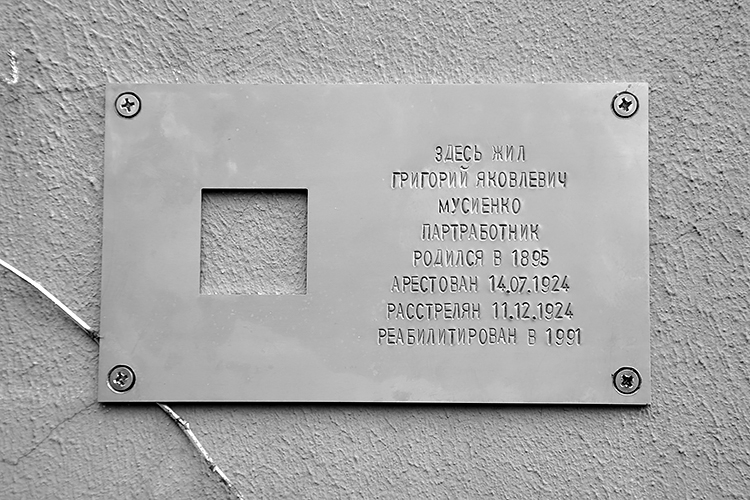 ЗДЕСЬ ЖИЛ
ГРИГОРИЙ ЯКОВЛЕВИЧ
МУСИЕНКО
ПАРТРАБОТНИК
РОДИЛСЯ В 1895
АРЕСТОВАН 14.07.1924
РАССТРЕЛЯН 11.12.1924
РЕАБИЛИТИРОВАН В 1991